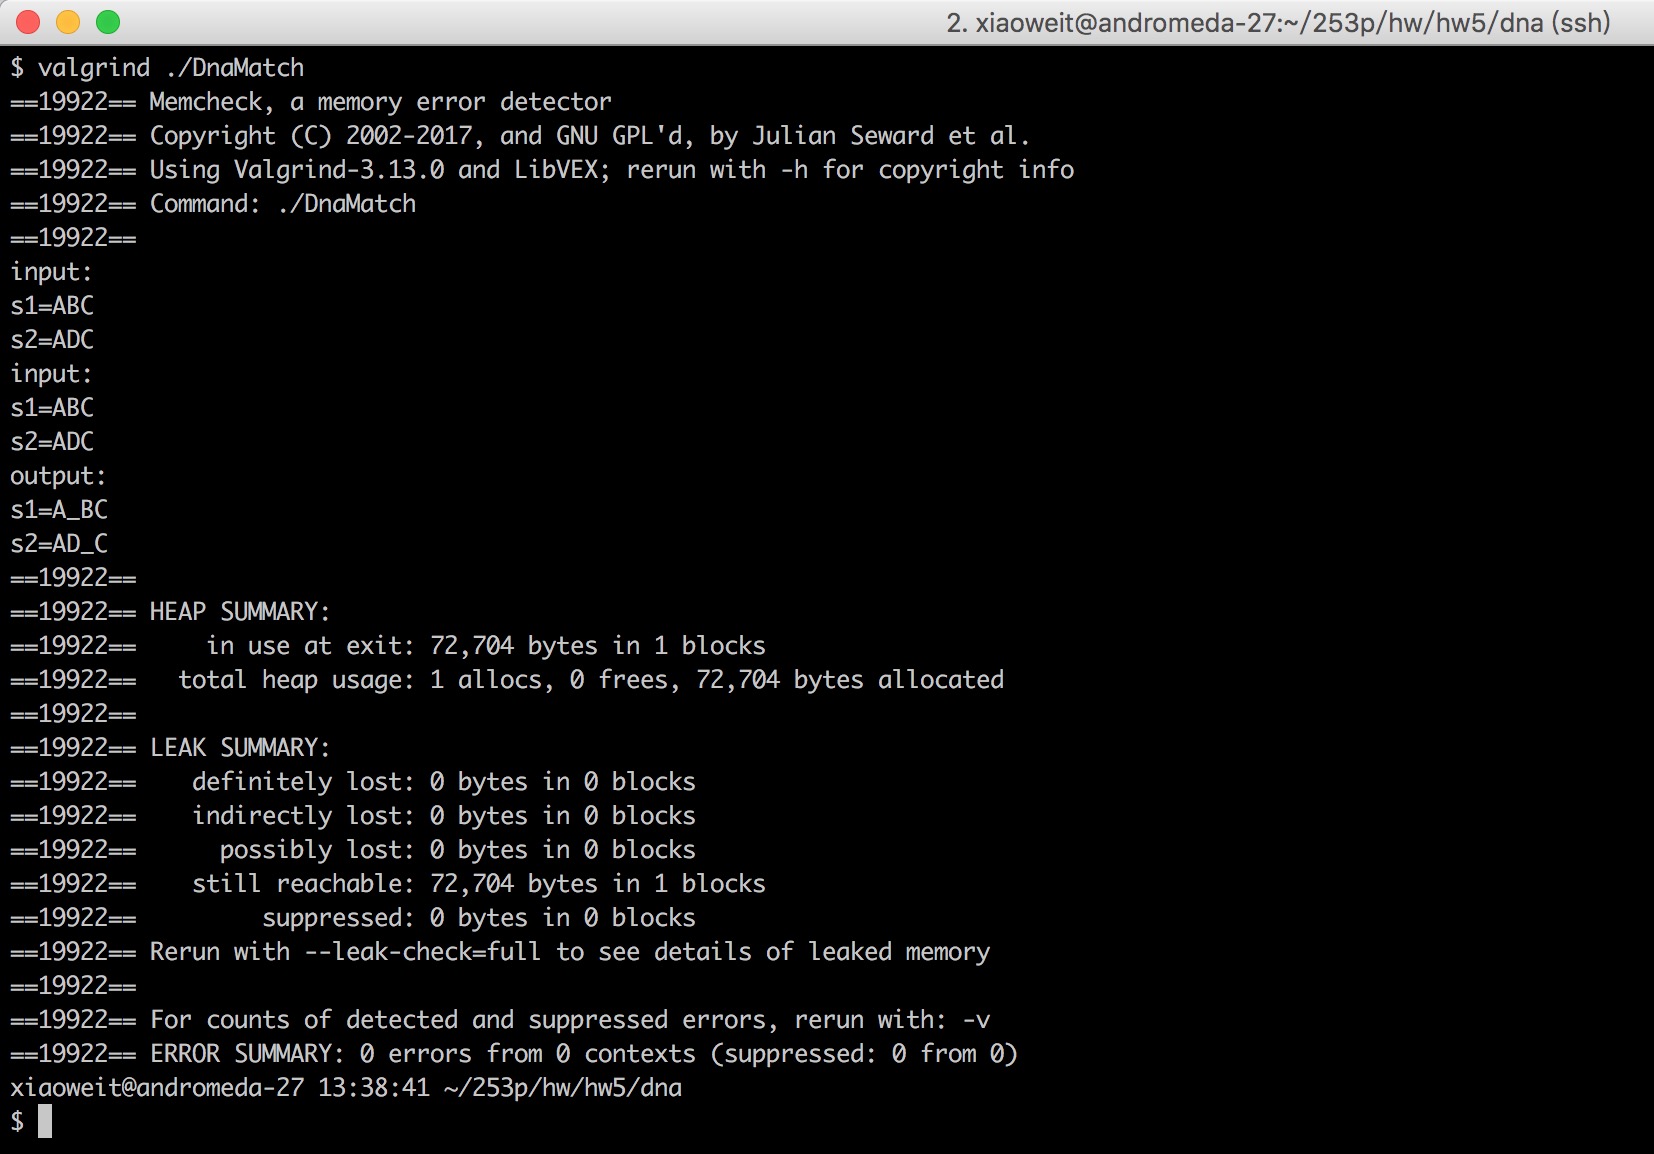 2. xiaoweit@andromeda-27:~/253p/hw/hw5/dna (ssh)
$ valgrind ./DnaMatch
==19922== Memcheck, a memory error detector
==19922== Copyright (C) 2002-2017, and GNU GPL'd, by Julian Seward et al.
==19922== Using Valgrind-3.13.0 and LibVEX; rerun with -h for copyright info
==19922== Command: ./DnaMatch
==19922==
input:
s1=ABC
s2=ADC
input:
s1=ABC
s2=ADC
output:
s1=A_BC
s2=AD_C
==19922==
==19922== HEAP SUMMARY:
==19922==     in use at exit: 72,704 bytes in 1 blocks
==19922==   total heap usage: 1 allocs, 0 frees, 72,704 bytes allocated
==19922==
==19922== LEAK SUMMARY:
==19922==    definitely lost: 0 bytes in 0 blocks
==19922==    indirectly lost: 0 bytes in 0 blocks
==19922==      possibly lost: 0 bytes in 0 blocks
==19922==    still reachable: 72,704 bytes in 1 blocks
==19922==         suppressed: 0 bytes in 0 blocks
==19922== Rerun with --leak-check=full to see details of leaked memory
==19922==
==19922== For counts of detected and suppressed errors, rerun with: -v
==19922== ERROR SUMMARY: 0 errors from 0 contexts (suppressed: 0 from 0)
xiaoweit@andromeda-27 13:38:41 ~/253p/hw/hw5/dna
$